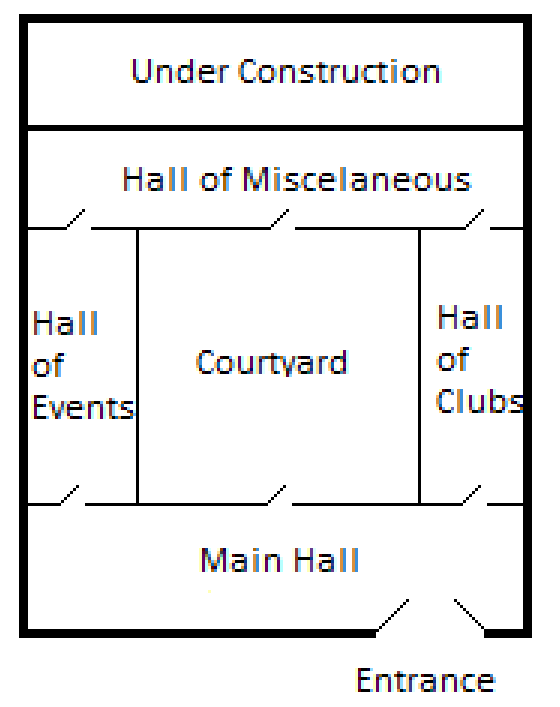 Under Construction
Hall of Miscelaneous
Hall
of
Events
Courtyard
Hall
of
Clubs
Main Hall
Entrance